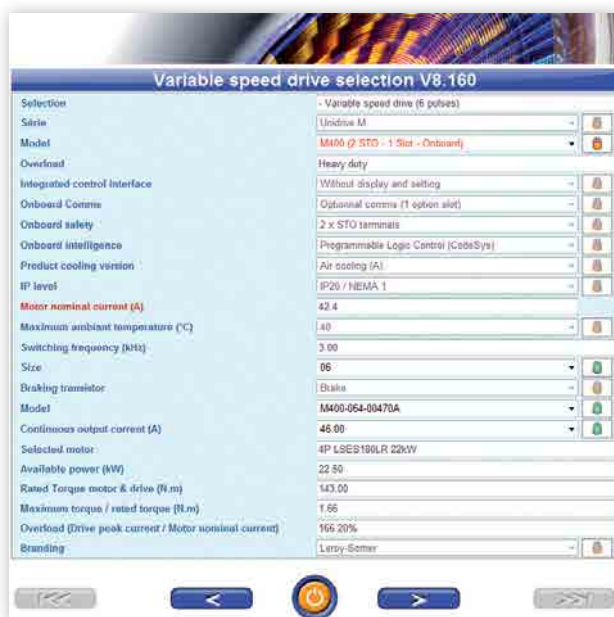 Variable speed drive selection V8.160
Selection - Variable speed drive (6 pulses)
Série Unidrive M
Model M400 (2 STO - 1 Slot - Onboard)
Overload Heavy duty
Integrated control interface Without display and setting
Onboard Comms Optionnal comms (1 option slot)
Onboard safety 2 x STO terminals
Onboard intelligence Programmable Logic Control (CodeSys)
Product cooling version Air cooling (A)
IP level IP20 / NEMA 1
Motor nominal current (A) 42.4
Maximum ambiant temperature (°C) 40
Switching frequency (kHz) 3.00
Size 06
Braking transistor Brake
Model M400-064-00470A
Continuous output current (A) 46.00
Selected motor 4P LSES180LR 22kW
Available power (kW) 22.50
Rated Torque motor & drive (N.m) 143.00
Maximum torque / rated torque (N.m) 1.66
Overload (Drive peak current / Motor nominal current) 166.20%
Branding Leroy-Somer
|<< < > >>|